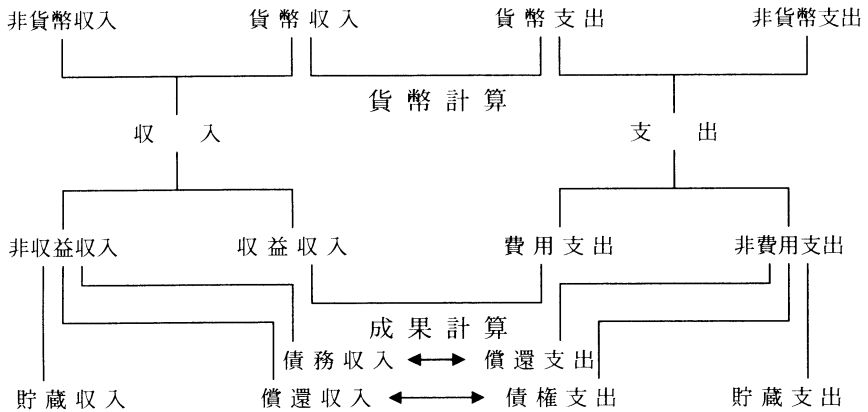 非貨幣収入 貨幣収入 貨幣支出 非貨幣支出
貨幣計算
収入 支出
非収益収入 収益収入 費用支出 非費用支出
成果計算
債務収入 償還支出
貯蔵収入 償還収入 債権支出 貯蔵支出